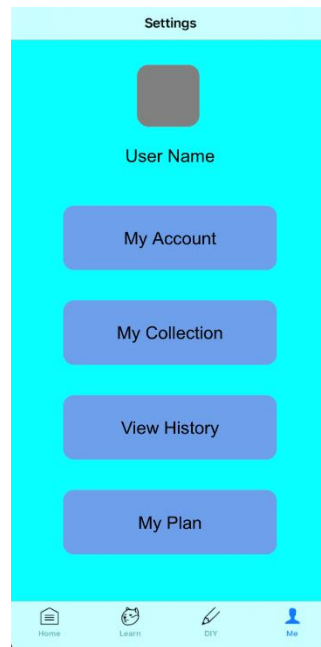 Settings
User Name
My Account
My Collection
View History
My Plan
Home Learn DIY Me